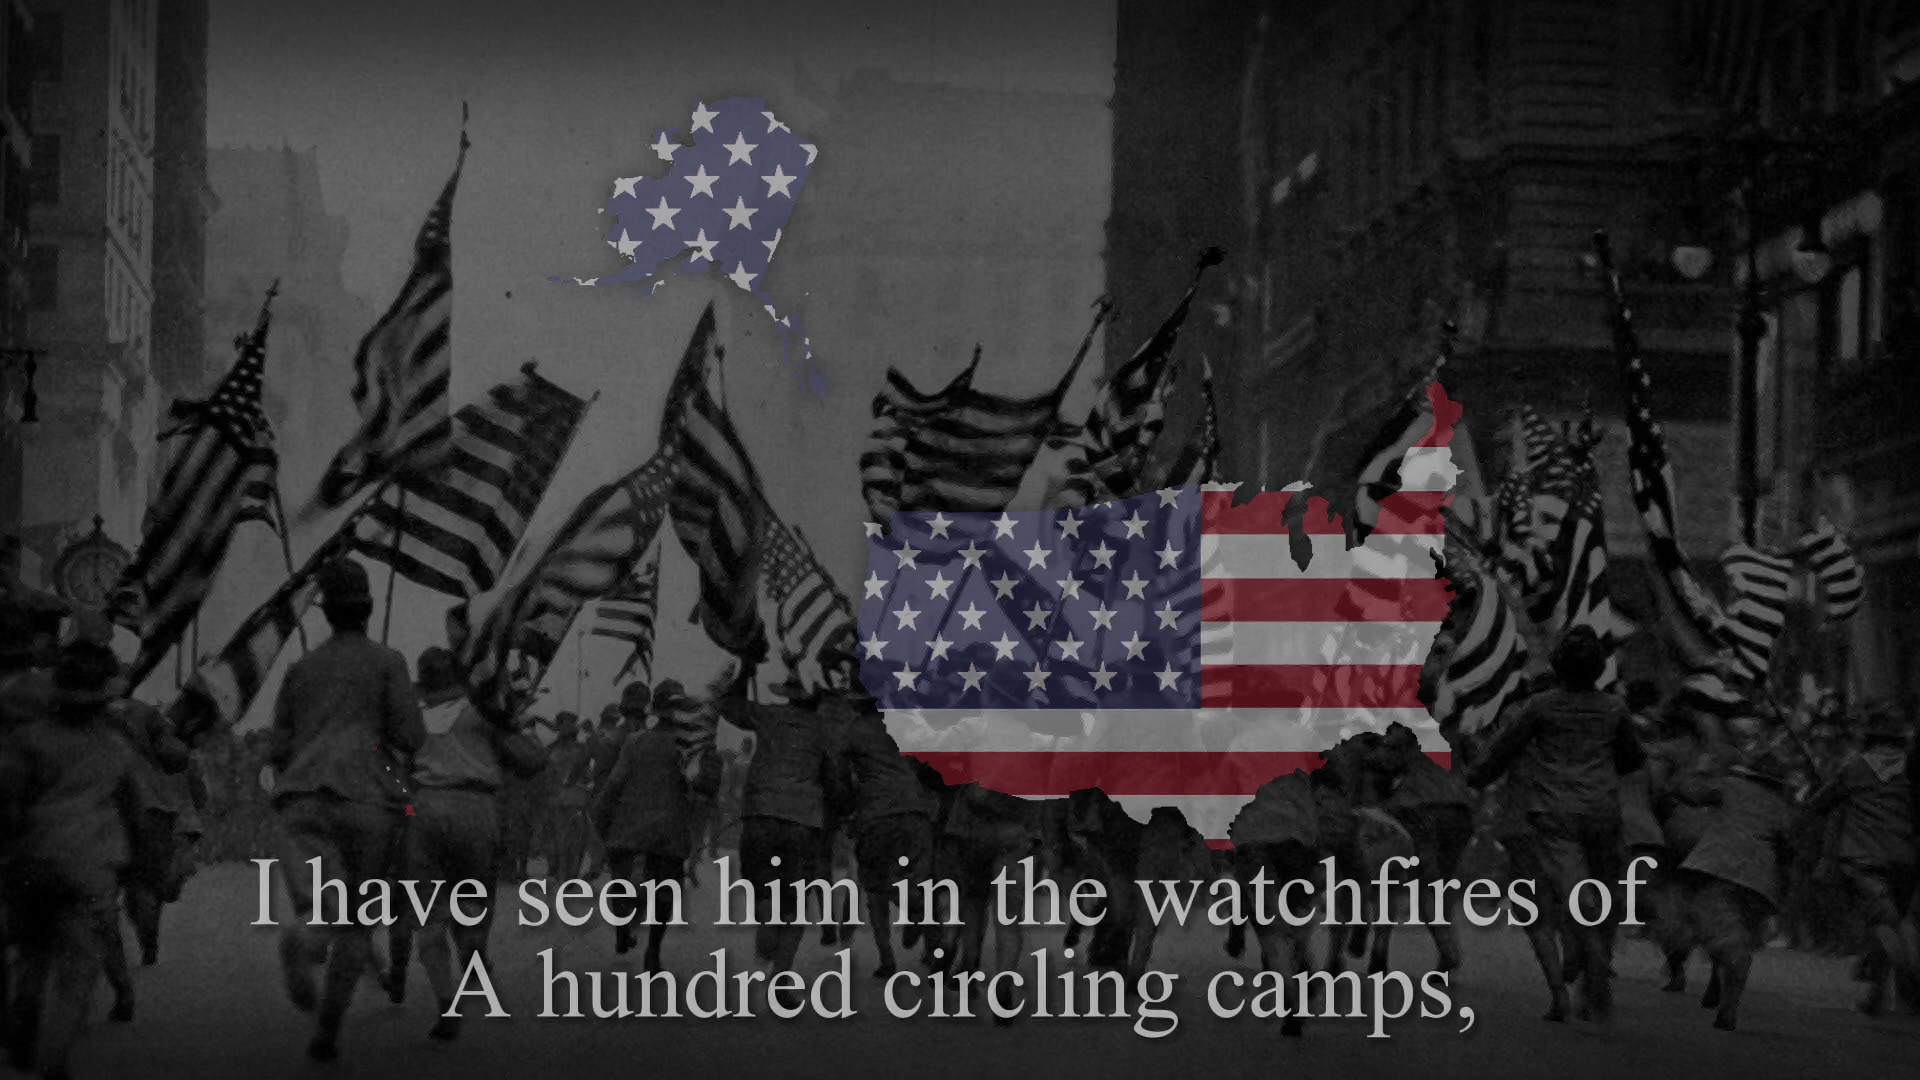 I have seen him in the watchfires of
A hundred circling camps,